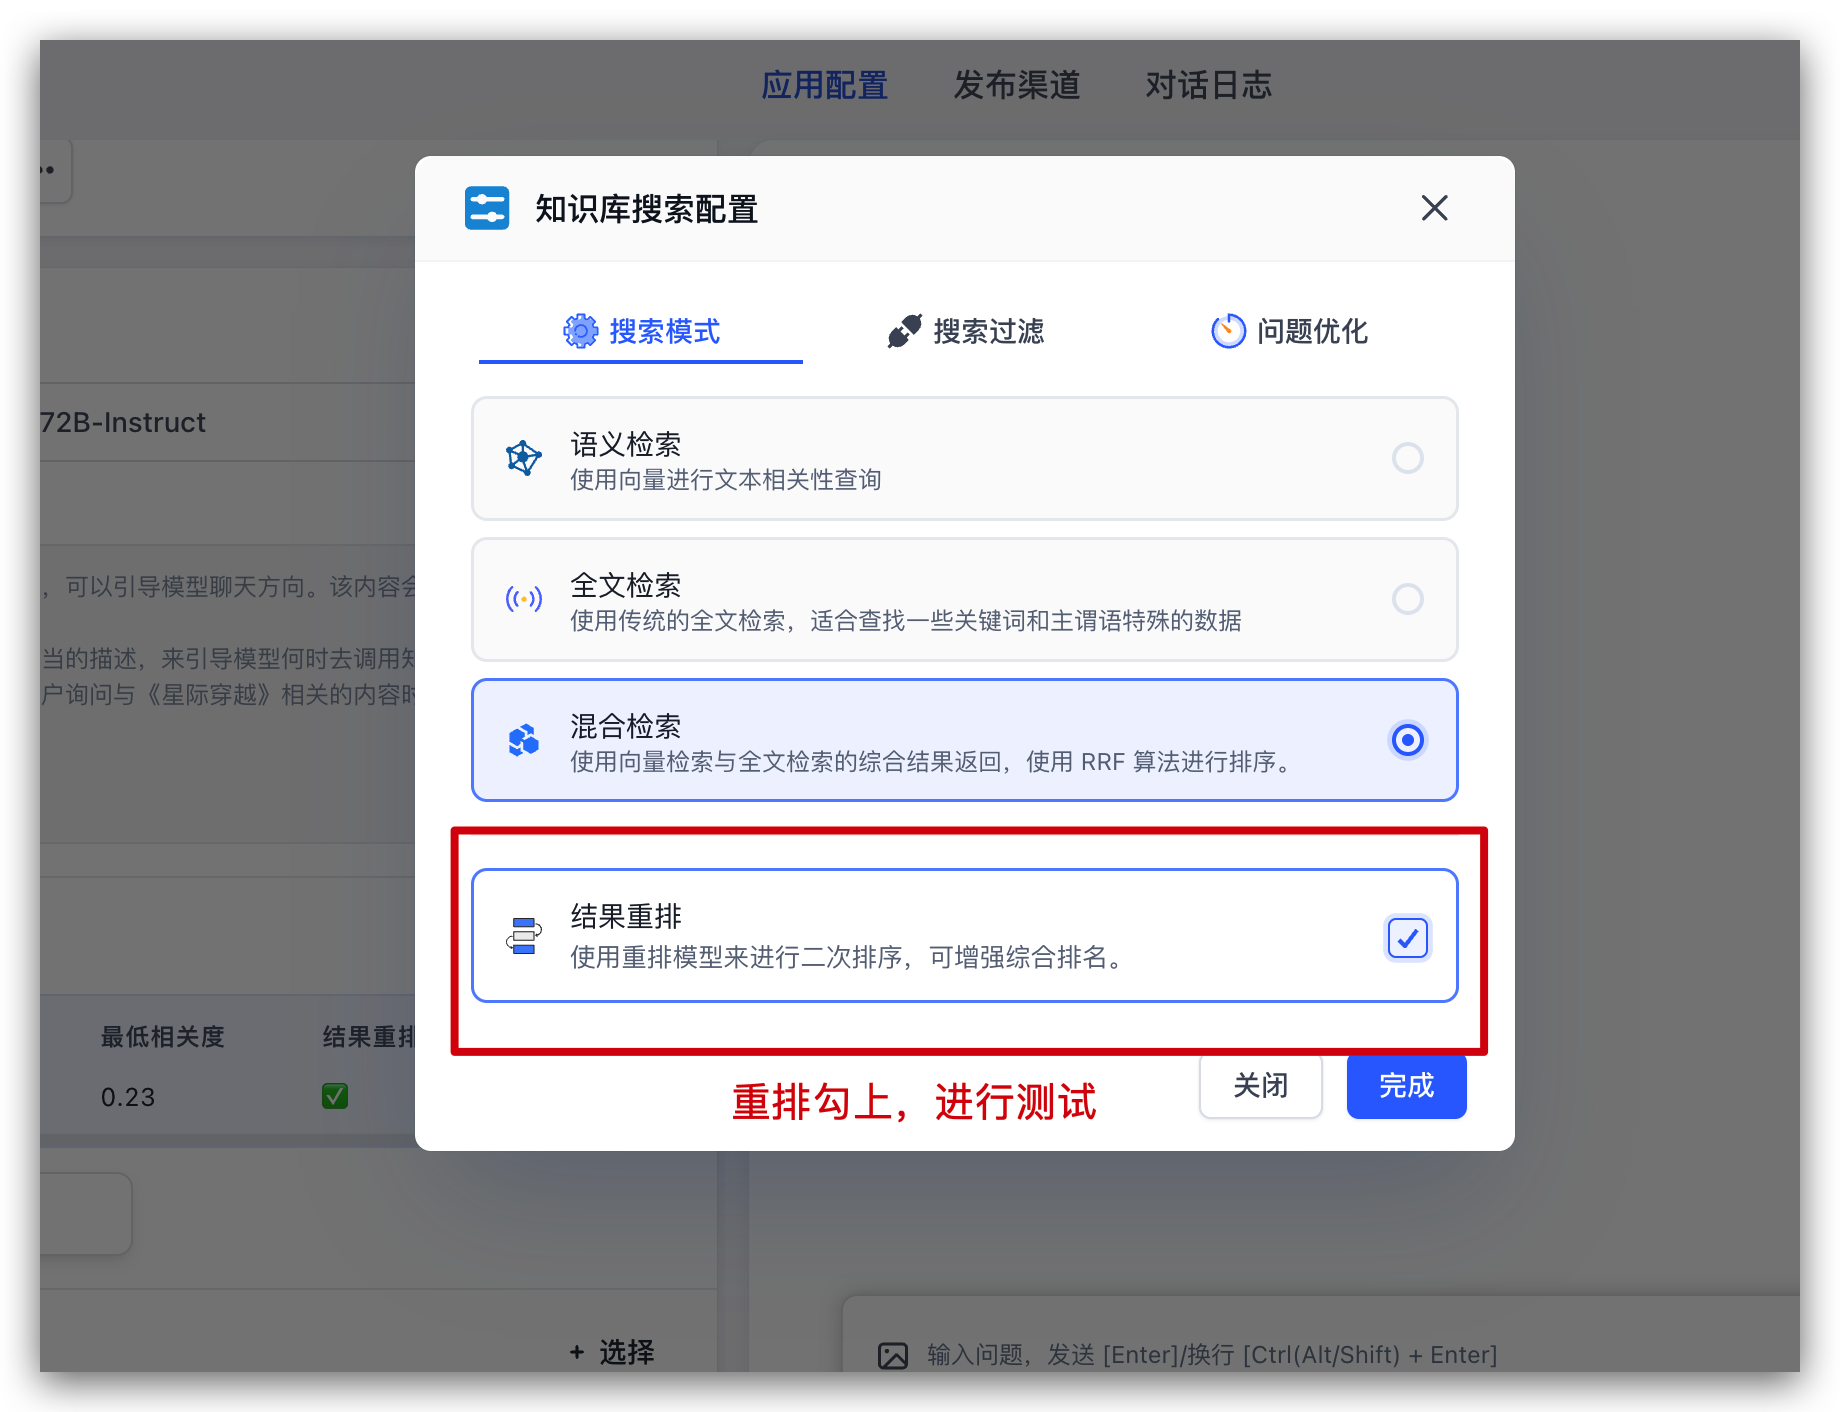 应用配置 发布渠道 对话日志
知识库搜索配置
搜索模式 搜索过滤 问题优化
72B-Instruct
语义检索
使用向量进行文本相关性查询
全文检索
使用传统的全文检索，适合查找一些关键词和主谓语特殊的数据
，可以引导模型聊天方向。该内容会
当的描述，来引导模型何时去调用知
户询问与《星际穿越》相关的内容时
混合检索
使用向量检索与全文检索的综合结果返回，使用 RRF 算法进行排序。
结果重排
使用重排模型来进行二次排序，可增强综合排名。
最低相关度 结果重排
0.23
重排勾上，进行测试
关闭 完成
+ 选择
输入问题，发送 [Enter]/换行 [Ctrl(Alt/Shift) + Enter]